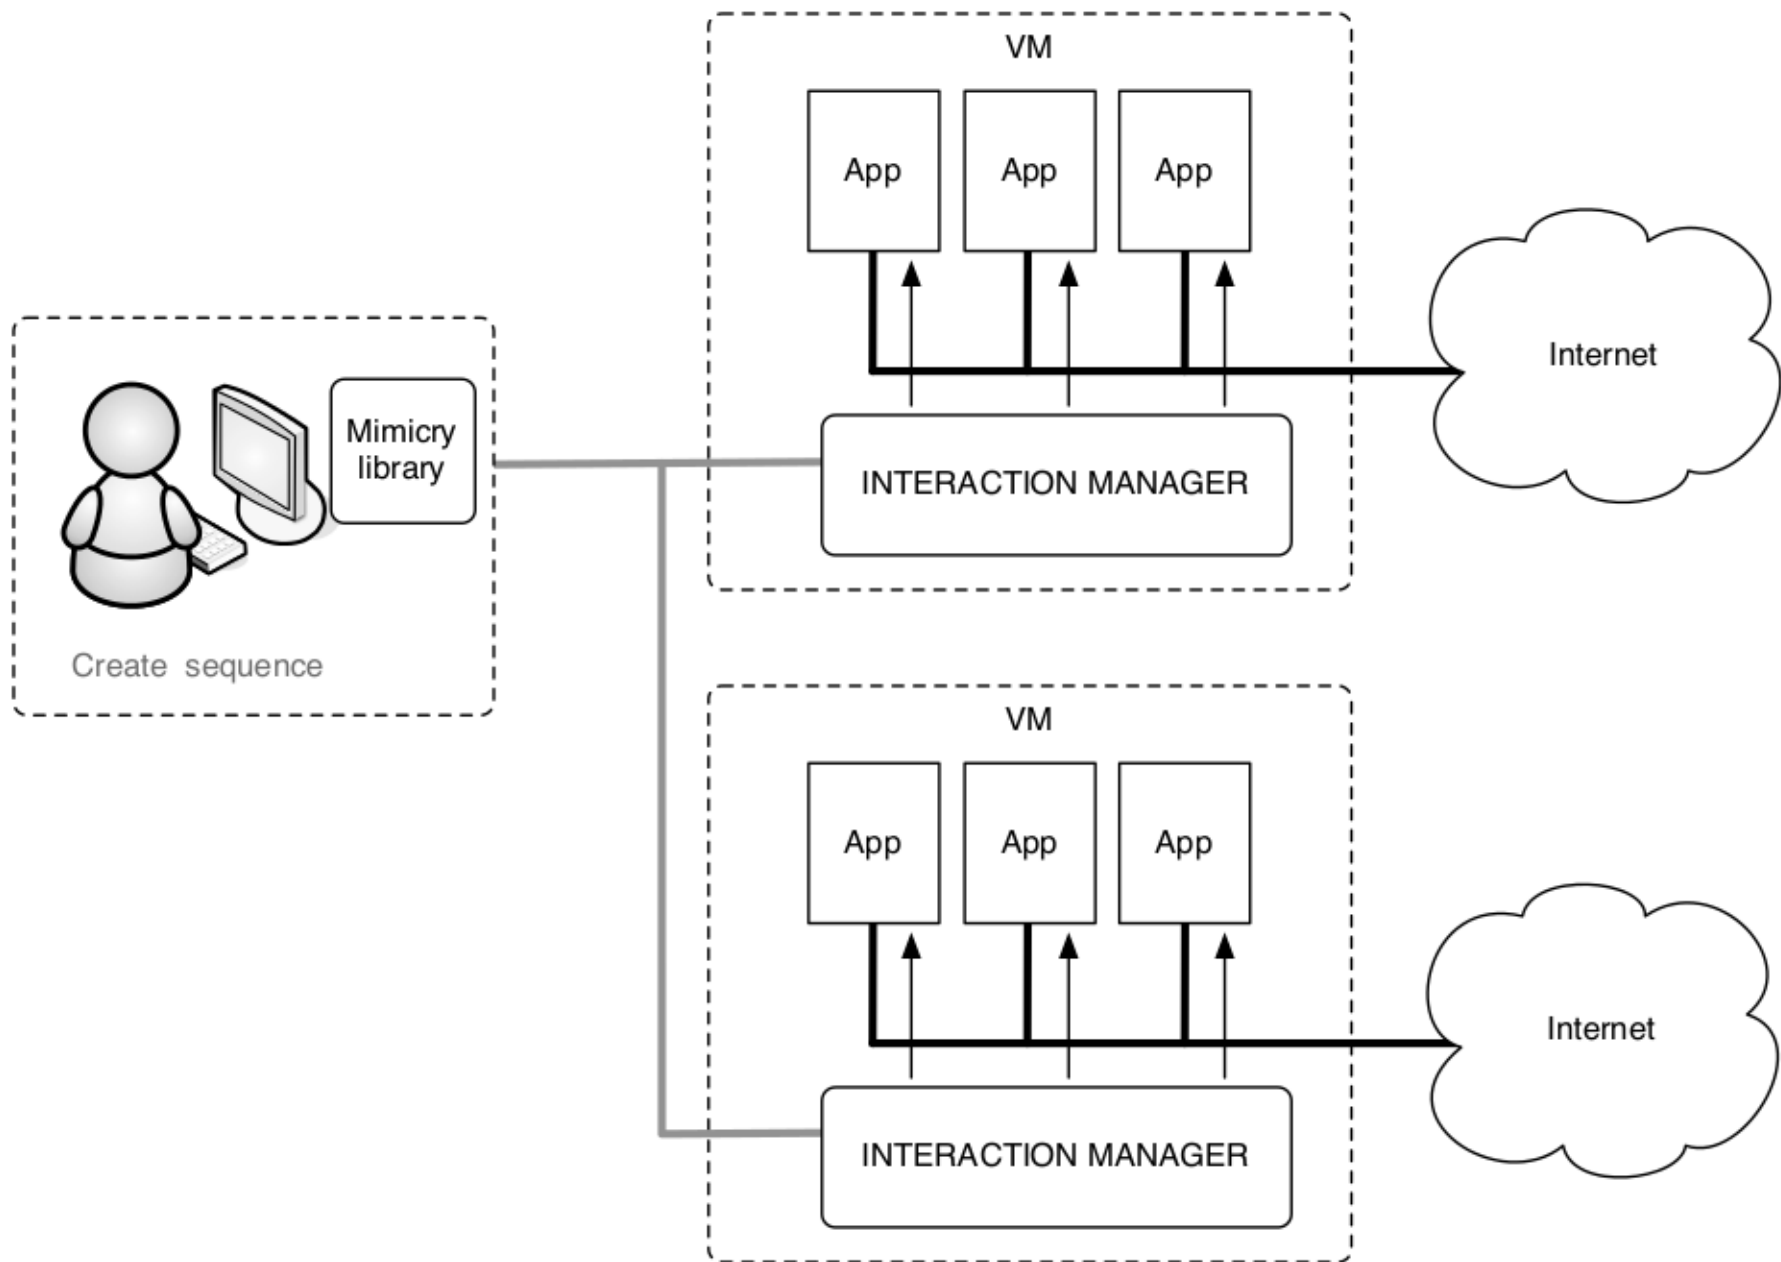 VM
App
App
App
Internet
INTERACTION MANAGER
Mimicry
library
Create sequence
VM
App
App
App
Internet
INTERACTION MANAGER